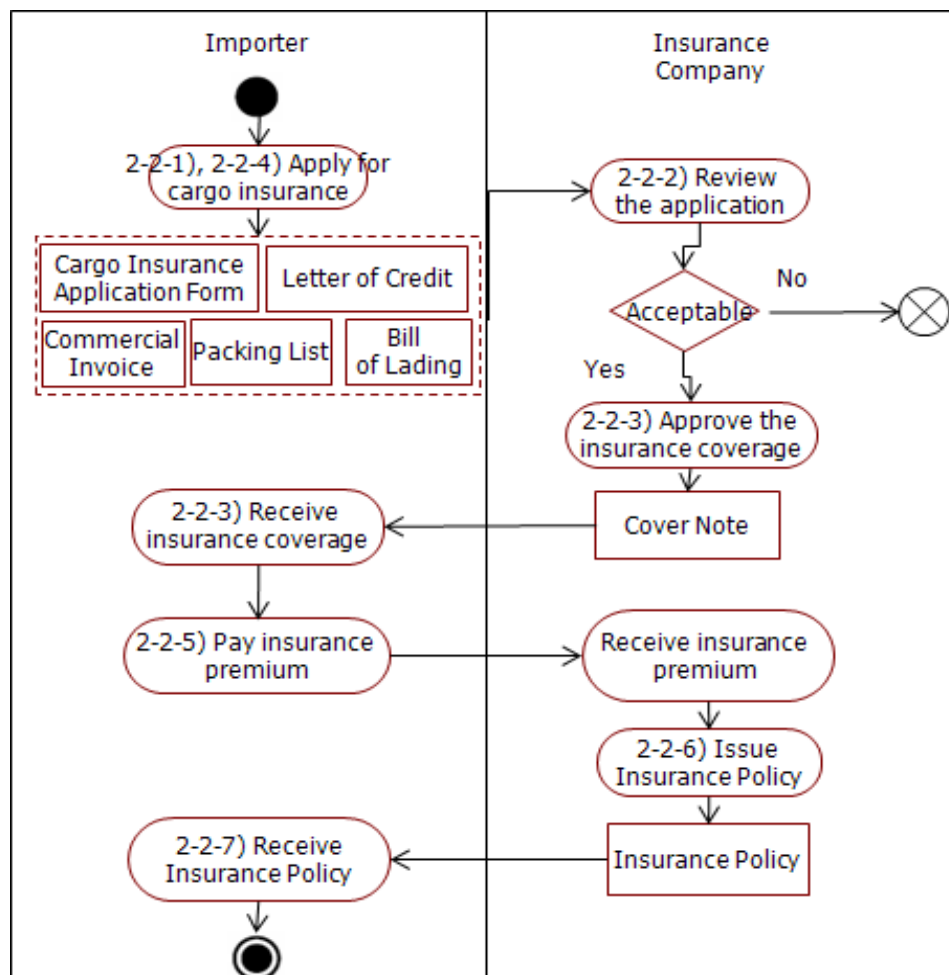 Importer
Insurance
Company
2-2-1), 2-2-4) Apply for
cargo insurance
2-2-2) Review
the application
Cargo Insurance
Application Form
Letter of Credit
Commercial
Invoice
Packing List
Bill
of Lading
Acceptable
No
Yes
2-2-3) Approve the
insurance coverage
2-2-3) Receive
insurance coverage
Cover Note
2-2-5) Pay insurance
premium
Receive insurance
premium
2-2-6) Issue
Insurance Policy
2-2-7) Receive
Insurance Policy
Insurance Policy